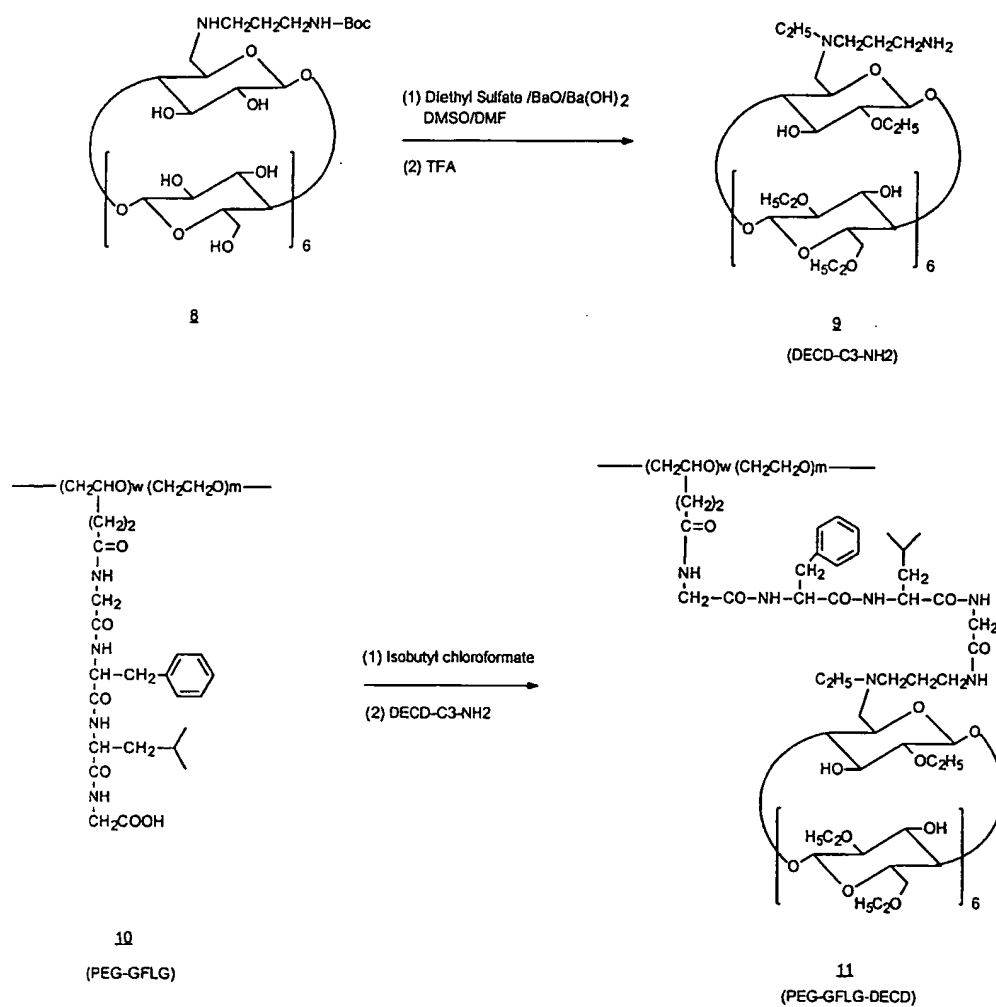 NHCH2CH2CH2NH—Boc
O
O
HO
OH
HO
OH
O
O
HO
6
8
(1) Diethyl Sulfate /BaO/Ba(OH)2
DMSO/DMF
(2) TFA
C2H5
NCH2CH2CH2NH2
O
O
HO
OC2H5
H5C2O
OH
O
O
H5C2O
6
9
(DECD-C3-NH2)
(CH2CHO)w (CH2CH2O)m
(CH2)2
C=O
NH
CH2
CO
NH
CH—CH2
CO
NH
CH—CH2
CO
NH
CH2COOH
10
(PEG-GFLG)
(1) Isobutyl chloroformate
(2) DECD-C3-NH2
(CH2CHO)w (CH2CH2O)m
(CH2)2
C=O
NH
CH2
CH2
CH2—CO—NH—CH—CO—NH—CH—CO—NH
CH2
CO
C2H5—NCH2CH2CH2NH
O
O
HO
OC2H5
H5C2O
OH
O
O
H5C2O
6
11
(PEG-GFLG-DECD)